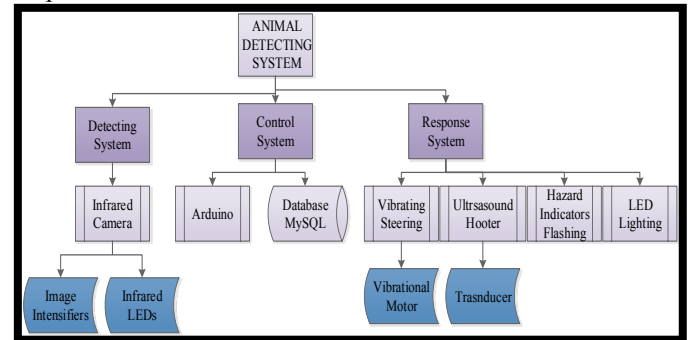 ANIMAL
DETECTING
SYSTEM
Detecting
System
Control
System
Response
System
Infrared
Camera
Arduino
Database
MySQL
Vibrating
Steering
Ultrsasound
Hooter
Hazard
Indicators
Flashing
LED
Lighting
Image
Intensifiers
Infrared
LEDs
Vibrational
Motor
Trasnducer